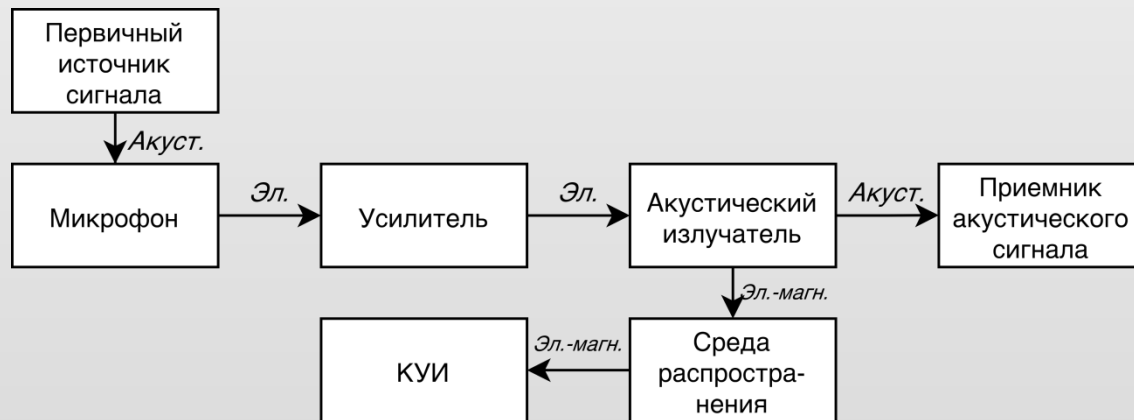 Первичный
источник
сигнала
Акуст.
Микрофон
Эл.
Усилитель
Эл.
Акустический
излучатель
Акуст.
Приемник
акустического
сигнала
Эл.-магн.
КУИ
Эл.-магн.
Среда
распростра-
нения